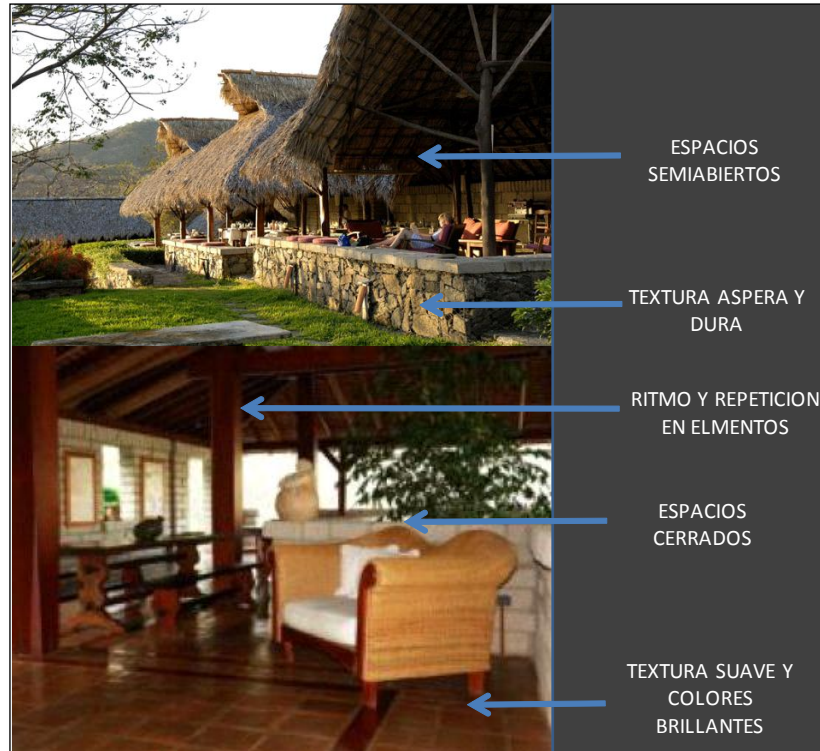 ESPACIOS
SEMIABIERTOS
TEXTURA ASPERA Y
DURA
RITMO Y REPETICION
EN ELMENTOS
ESPACIOS
CERRADOS
TEXTURA SUAVE Y
COLORES
BRILLANTES